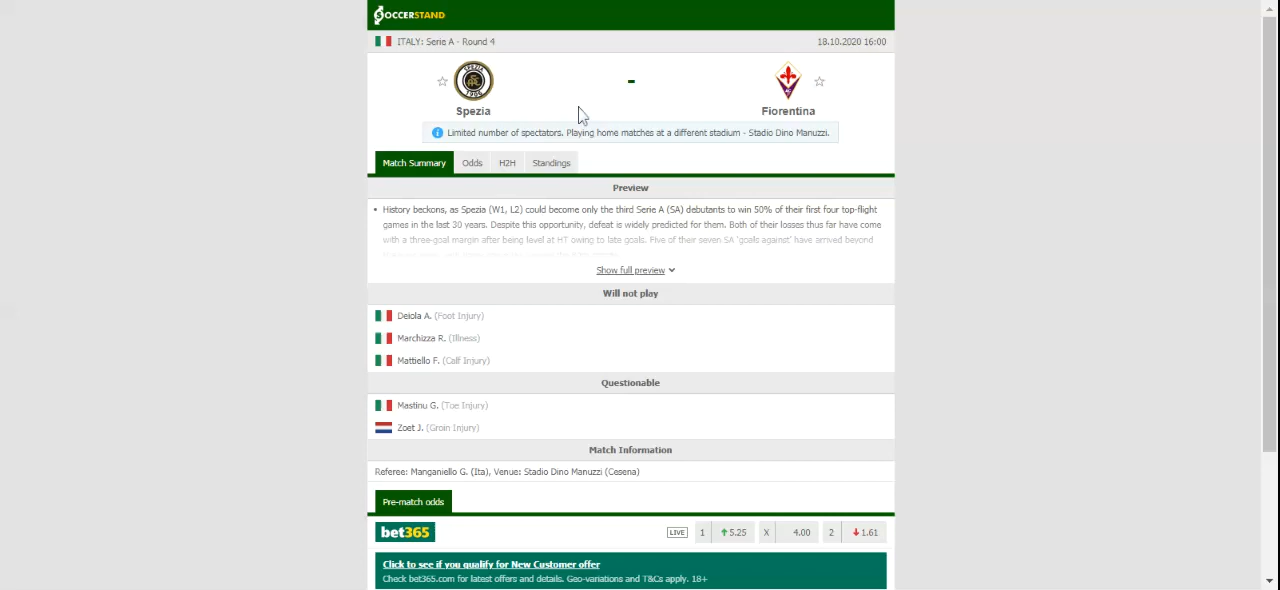 SOCCERSTAND
ITALY: Serie A - Round 4
18.10.2020 16:00
SPEZIA
1906
Spezia
-
Fiorentina
Limited number of spectators. Playing home matches at a different stadium - Stadio Dino Manuzzi.
Match Summary
Odds
H2H
Standings
Preview
• History beckons, as Spezia (W1, L2) could become only the third Serie A (SA) debutants to win 50% of their first four top-flight
games in the last 30 years. Despite this opportunity, defeat is widely predicted for them. Both of their losses thus far have come
with a three-goal margin after being level at HT owing to late goals. Five of their seven SA 'goals against' have arrived beyond
Show full preview
Will not play
Deiola A. (Foot Injury)
Marchizza R. (Illness)
Mattiello F. (Calf Injury)
Questionable
Mastinu G. (Toe Injury)
Zoet J. (Groin Injury)
Match Information
Referee: Manganiello G. (Ita), Venue: Stadio Dino Manuzzi (Cesena)
Pre-match odds
bet365
LIVE
1
5.25
X
4.00
2
1.61
Click to see if you qualify for New Customer offer
Check bet365.com for latest offers and details. Geo-variations and T&Cs apply. 18+